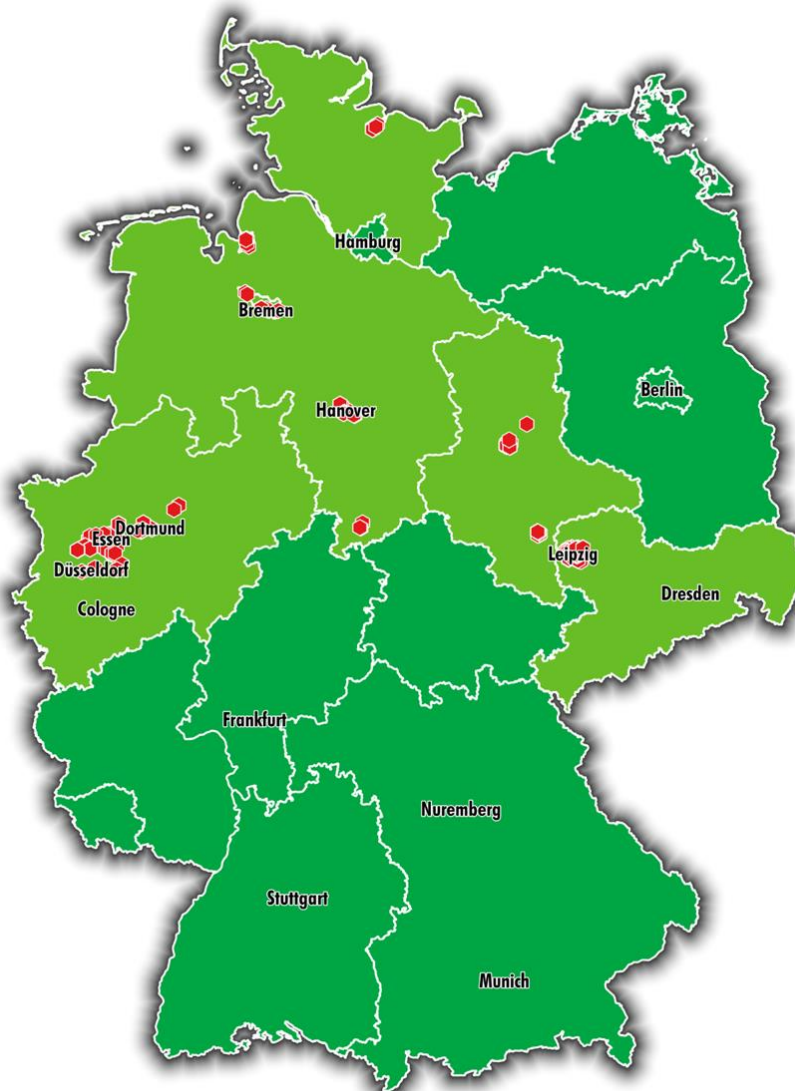 Hamburg
Bremen
Berlin
Hanover
Dortmund
Essen
Leipzig
Düsseldorf
Dresden
Cologne
Frankfurt
Nuremberg
Stuttgart
Munich